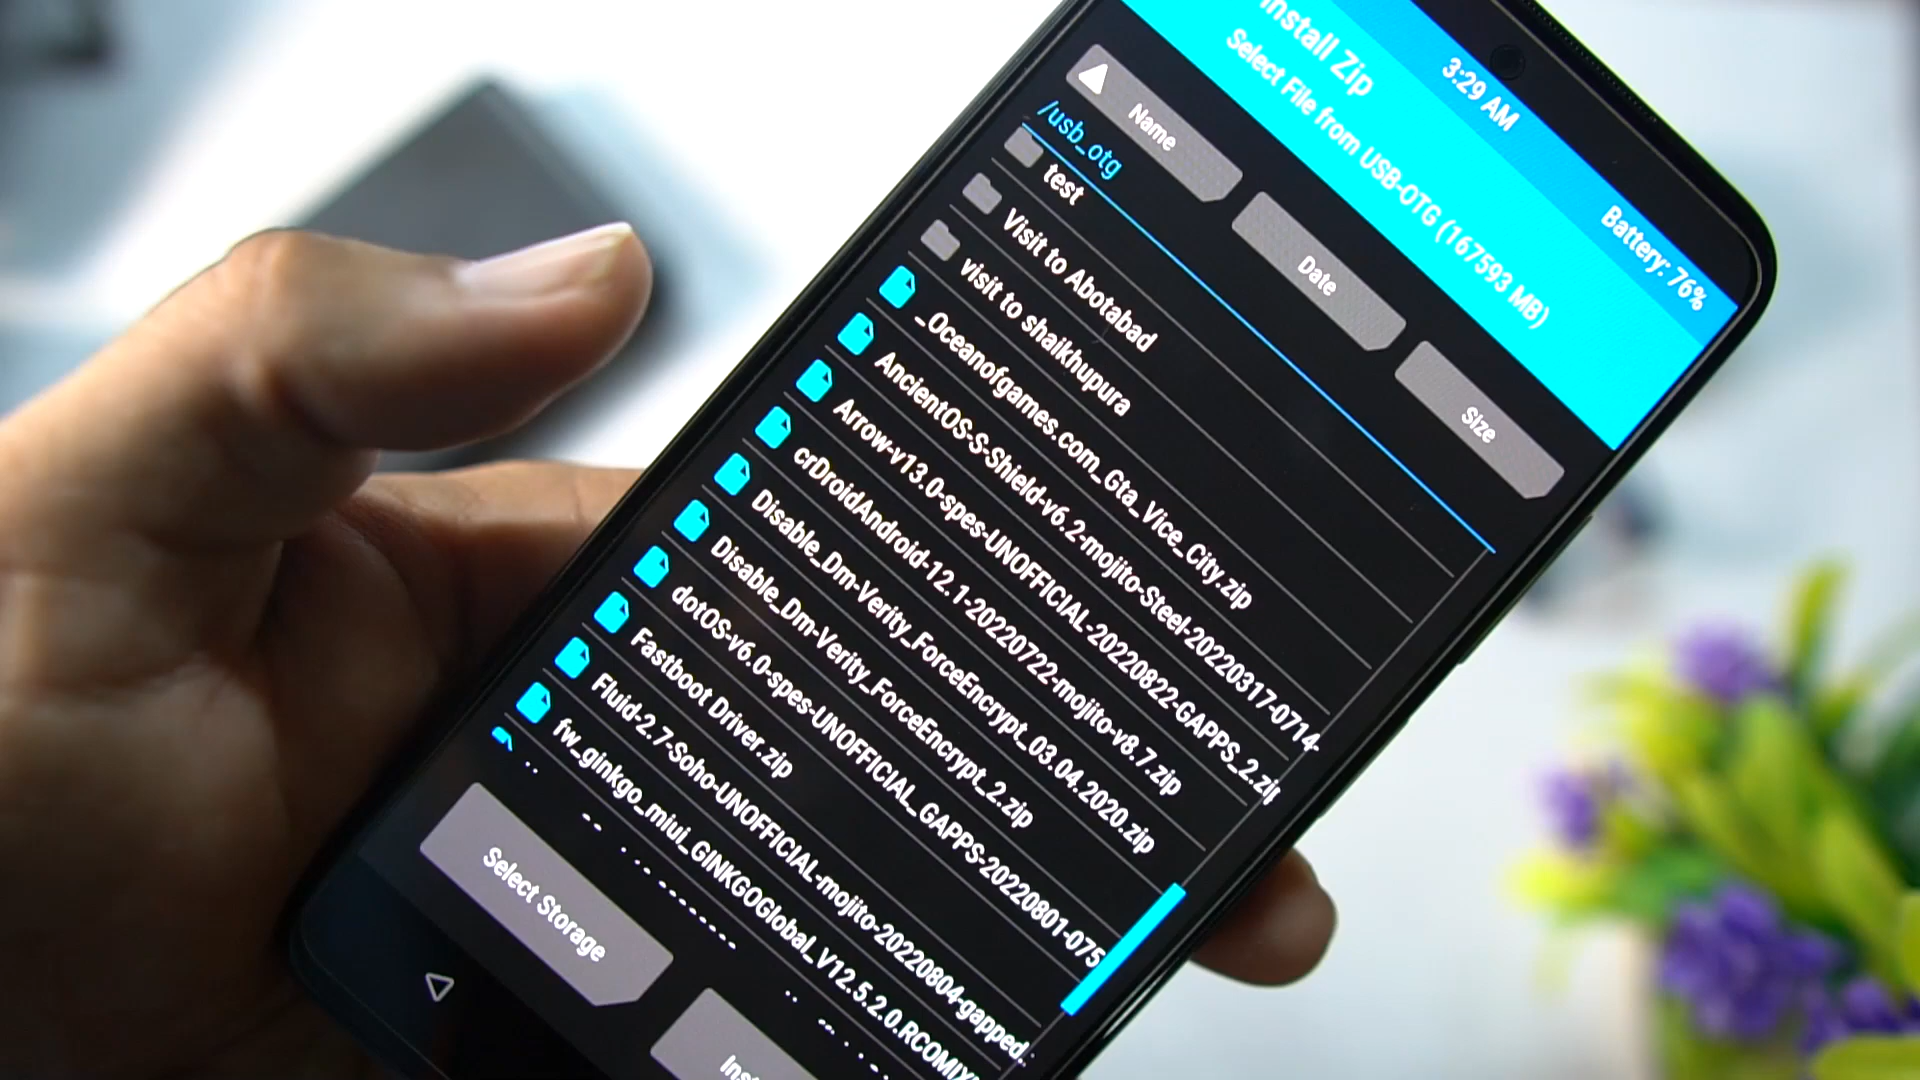 3:29 AM
Battery: 76%
Install Zip
Select File from USB-OTG (167593 MB)
Name
Date
Size
/usb_otg
test
Visit to Abotabad
visit to shaikhupura
_Oceanofgames.com_Gta_Vice_City.zip
AncientOS-S-Shield-v6.2-mojito-Steel-20220317-0714-
Arrow-v13.0-spes-UNOFFICIAL-20220822-GAPPS_2.zip
crDroidAndroid-12.1-20220722-mojito-v8.7.zip
Disable_Dm-Verity_ForceEncrypt_03.04.2020.zip
Disable_Dm-Verity_ForceEncrypt_2.zip
dotOS-v6.0-spes-UNOFFICIAL_GAPPS-20220801-075
Fastboot Driver.zip
Fluid-2.7-Soho-UNOFFICIAL-mojito-20220804-gapped..
fw_ginkgo_miui_GINKGOGlobal_V12.5.2.0.RCOMIX
Select Storage